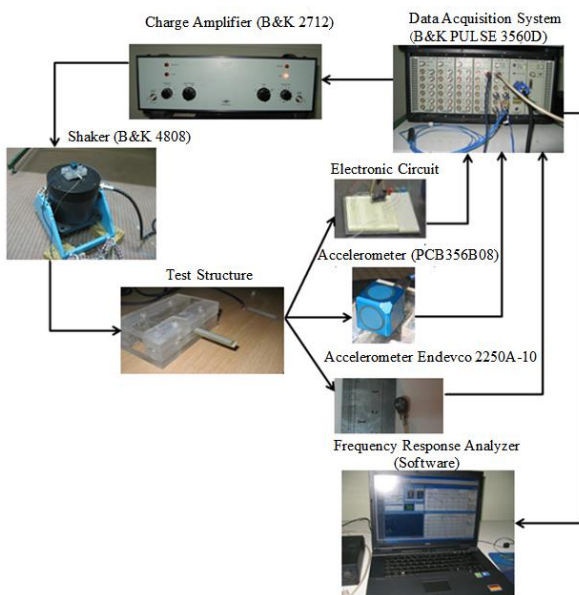 Charge Amplifier (B&K 2712)
Data Acquisition System
(B&K PULSE 3560D)
Shaker (B&K 4808)
Electronic Circuit
Accelerometer (PCB356B08)
Test Structure
Accelerometer Endevco 2250A-10
Frequency Response Analyzer
(Software)